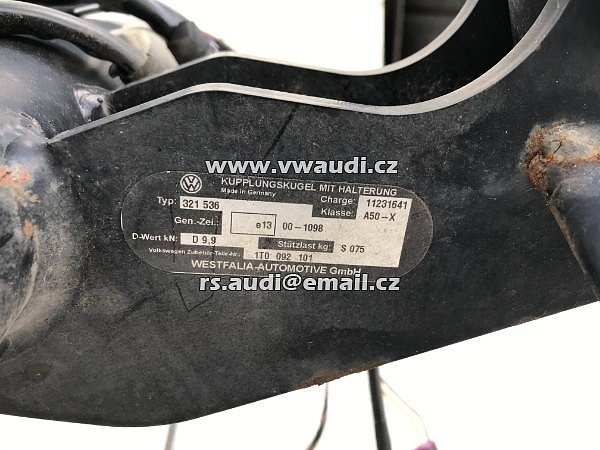 www.vwaudi.cz
KUPPLUNGSKUGEL MIT HALTERUNG
Made in Germany
Charge: 11231641
Typ: 321 536
Klasse: A50-X
Gen.-Zei.: e13 00-1098
D-Wert kN: D 9.9 Stützlast kg: S 075
Volkswagen Zubehör-Teile-Nr. 1T0 092 101
WESTFALIA-AUTOMOTIVE GmbH
rs.audi@email.cz